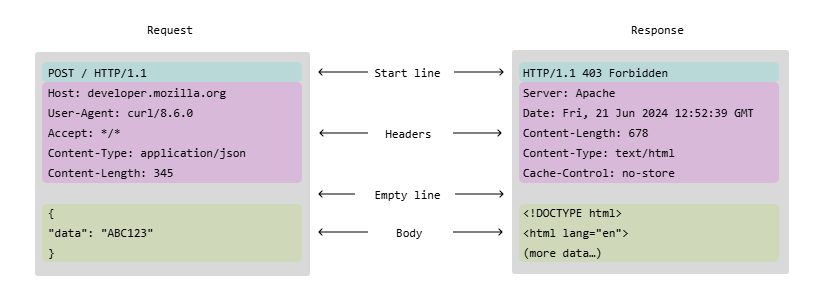 Request
Response
POST / HTTP/1.1
Host: developer.mozilla.org
User-Agent: curl/8.6.0
Accept: */*
Content-Type: application/json
Content-Length: 345
{
"data": "ABC123"
}
Start line
Headers
Empty line
Body
HTTP/1.1 403 Forbidden
Server: Apache
Date: Fri, 21 Jun 2024 12:52:39 GMT
Content-Length: 678
Content-Type: text/html
Cache-Control: no-store
<!DOCTYPE html>
<html lang="en">
(more data…)